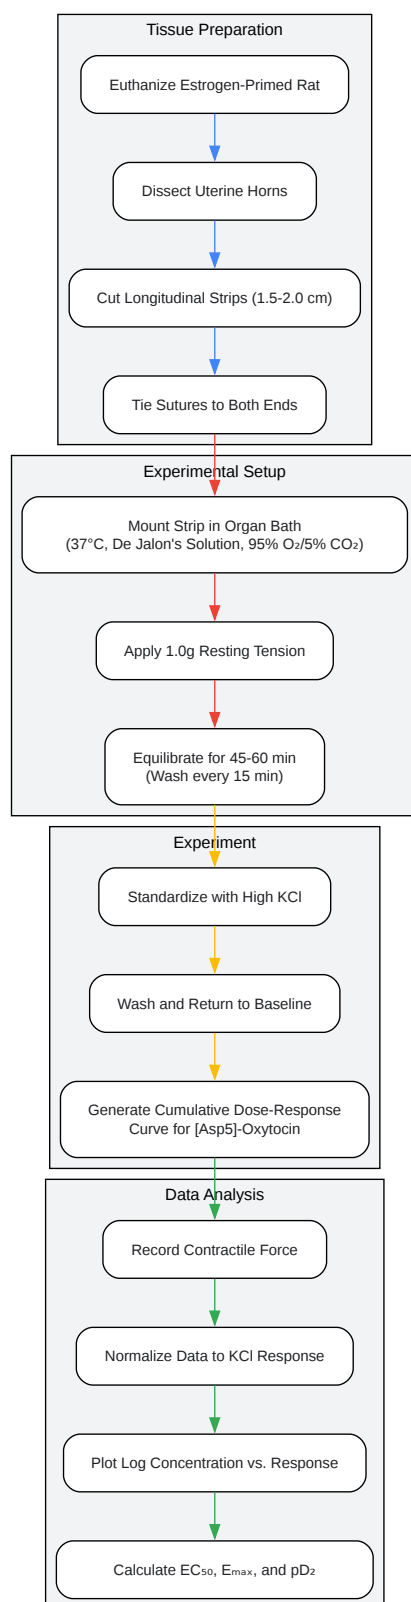 Tissue Preparation
Euthanize Estrogen-Primed Rat
Dissect Uterine Horns
Cut Longitudinal Strips (1.5-2.0 cm)
Tie Sutures to Both Ends
Experimental Setup
Mount Strip in Organ Bath
(37°C, De Jalon's Solution, 95% O₂/5% CO₂)
Apply 1.0g Resting Tension
Equilibrate for 45-60 min
(Wash every 15 min)
Experiment
Standardize with High KCl
Wash and Return to Baseline
Generate Cumulative Dose-Response
Curve for [Asp5]-Oxytocin
Data Analysis
Record Contractile Force
Normalize Data to KCl Response
Plot Log Concentration vs. Response
Calculate EC₅₀, Eₘₐₓ, and pD₂